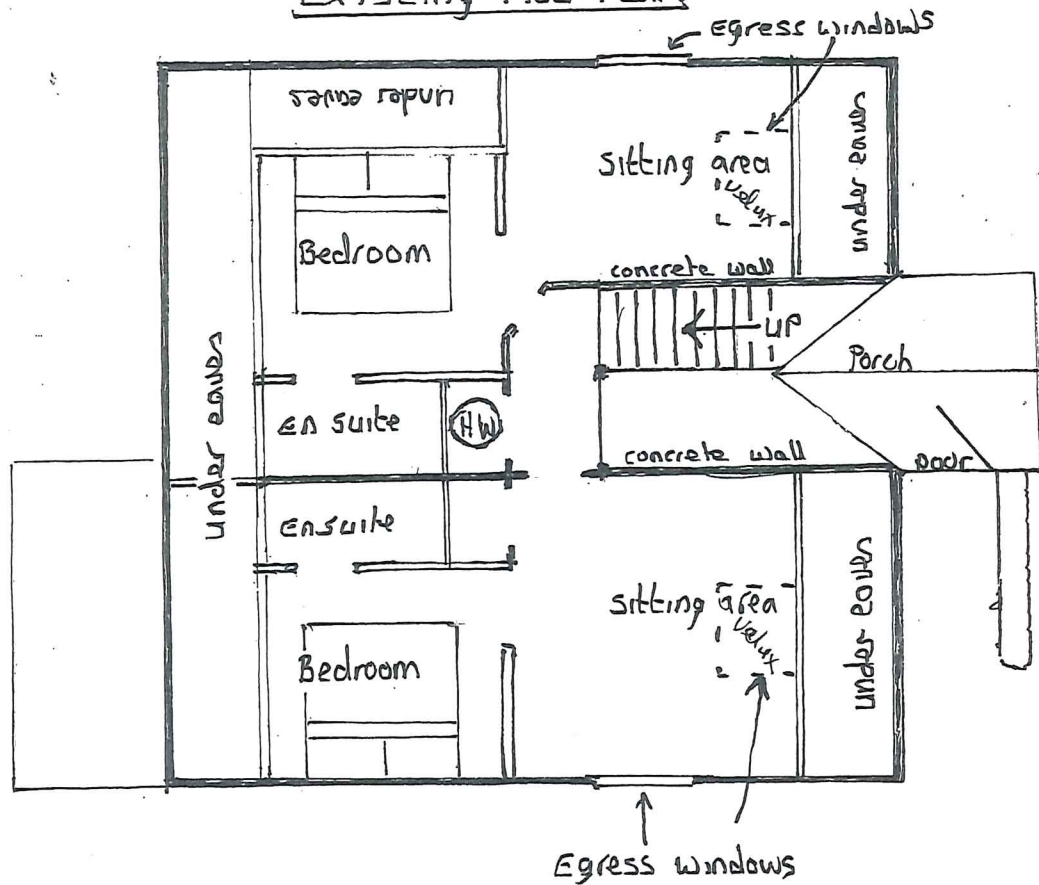 Egress windows
under eaves
Sitting area
Velux
under eaves
Bedroom
concrete wall
UP
Porch
under eaves
En Suite
HW
concrete wall
Door
Ensuite
Sitting area
Velux
under eaves
Bedroom
Egress windows